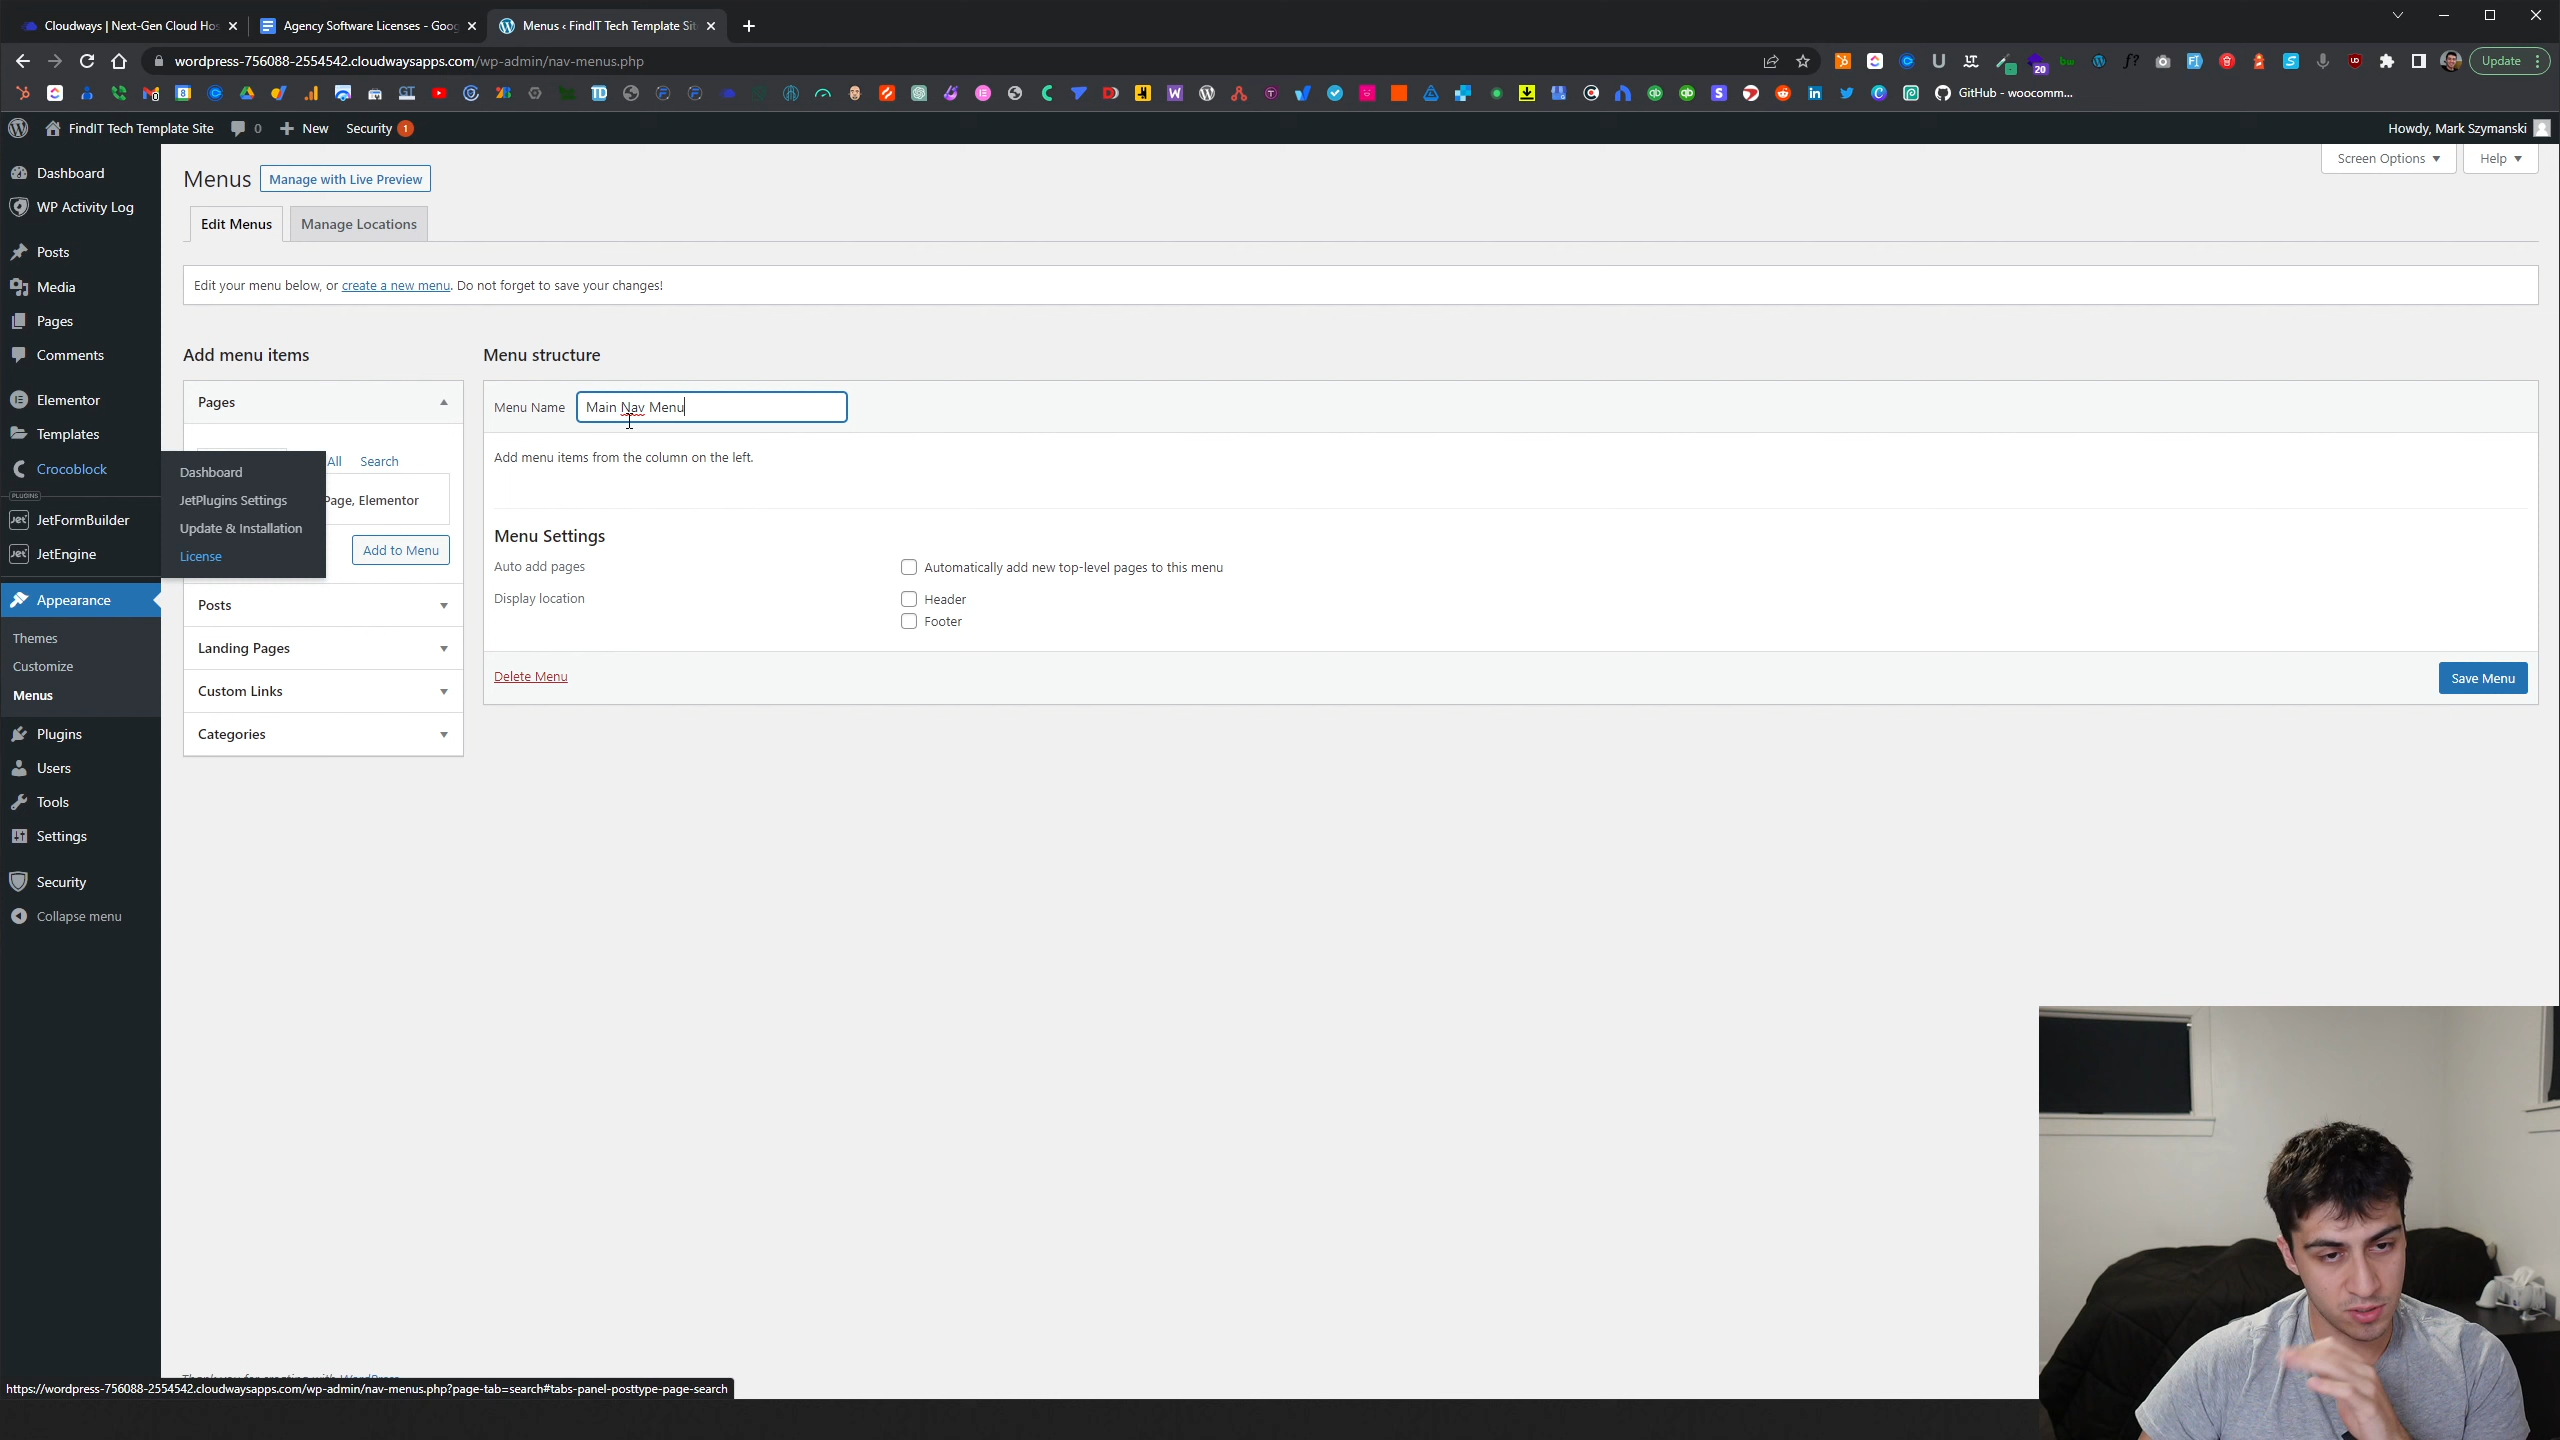 Cloudways | Next-Gen Cloud Hos
Agency Software Licenses - Goog
Menus ‹ FindIT Tech Template Sit
wordpress-756088-2554542.cloudwaysapps.com/wp-admin/nav-menus.php
20
Update
GitHub - woocomm...
FindIT Tech Template Site
0
New
Security 1
Howdy, Mark Szymanski
Screen Options
Help
Dashboard
WP Activity Log
Posts
Media
Pages
Comments
Elementor
Templates
Crocoblock
PLUGINS
JetFormBuilder
JetEngine
Appearance
Themes
Customize
Menus
Plugins
Users
Tools
Settings
Security
Collapse menu
Dashboard
JetPlugins Settings
Update & Installation
License
Menus
Manage with Live Preview
Edit Menus
Manage Locations
Edit your menu below, or create a new menu. Do not forget to save your changes!
Add menu items
Pages
All
Search
Page, Elementor
Add to Menu
Posts
Landing Pages
Custom Links
Categories
Menu structure
Menu Name
Main Nav Menu
Add menu items from the column on the left.
Menu Settings
Auto add pages
Automatically add new top-level pages to this menu
Display location
Header
Footer
Delete Menu
Save Menu
https://wordpress-756088-2554542.cloudwaysapps.com/wp-admin/nav-menus.php?page-tab=search#tabs-panel-posttype-page-search